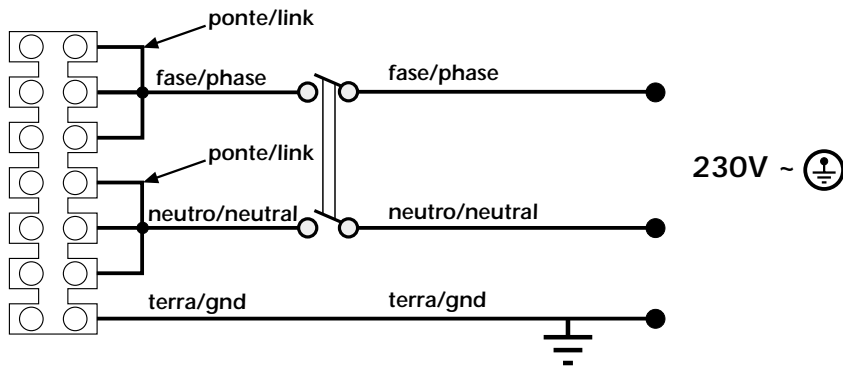 ponte/link
fase/phase
fase/phase
ponte/link
230V ~
neutro/neutral
neutro/neutral
terra/gnd
terra/gnd